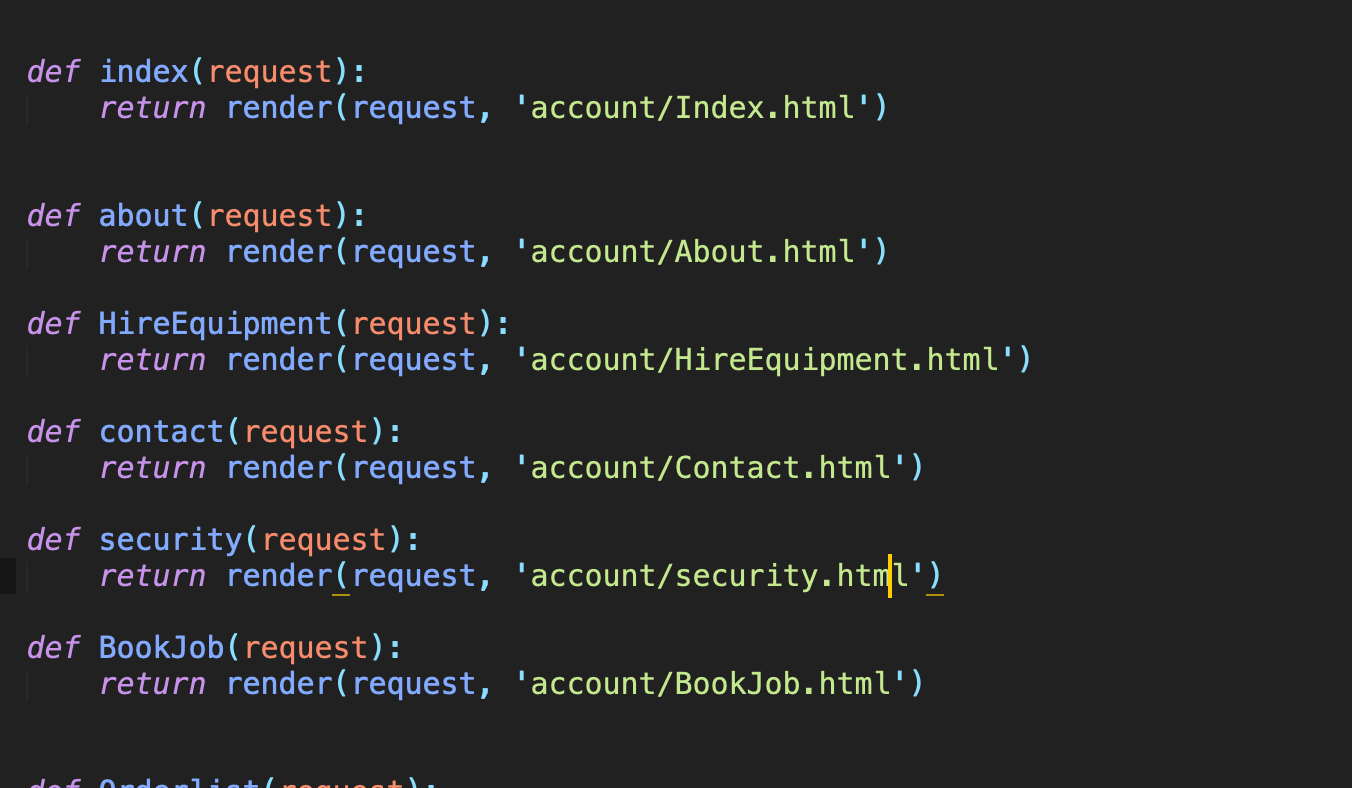 def index(request):
    return render(request, 'account/Index.html')
def about(request):
    return render(request, 'account/About.html')
def HireEquipment(request):
    return render(request, 'account/HireEquipment.html')
def contact(request):
    return render(request, 'account/Contact.html')
def security(request):
    return render(request, 'account/security.html')
def BookJob(request):
    return render(request, 'account/BookJob.html')
def Orderlist(request):